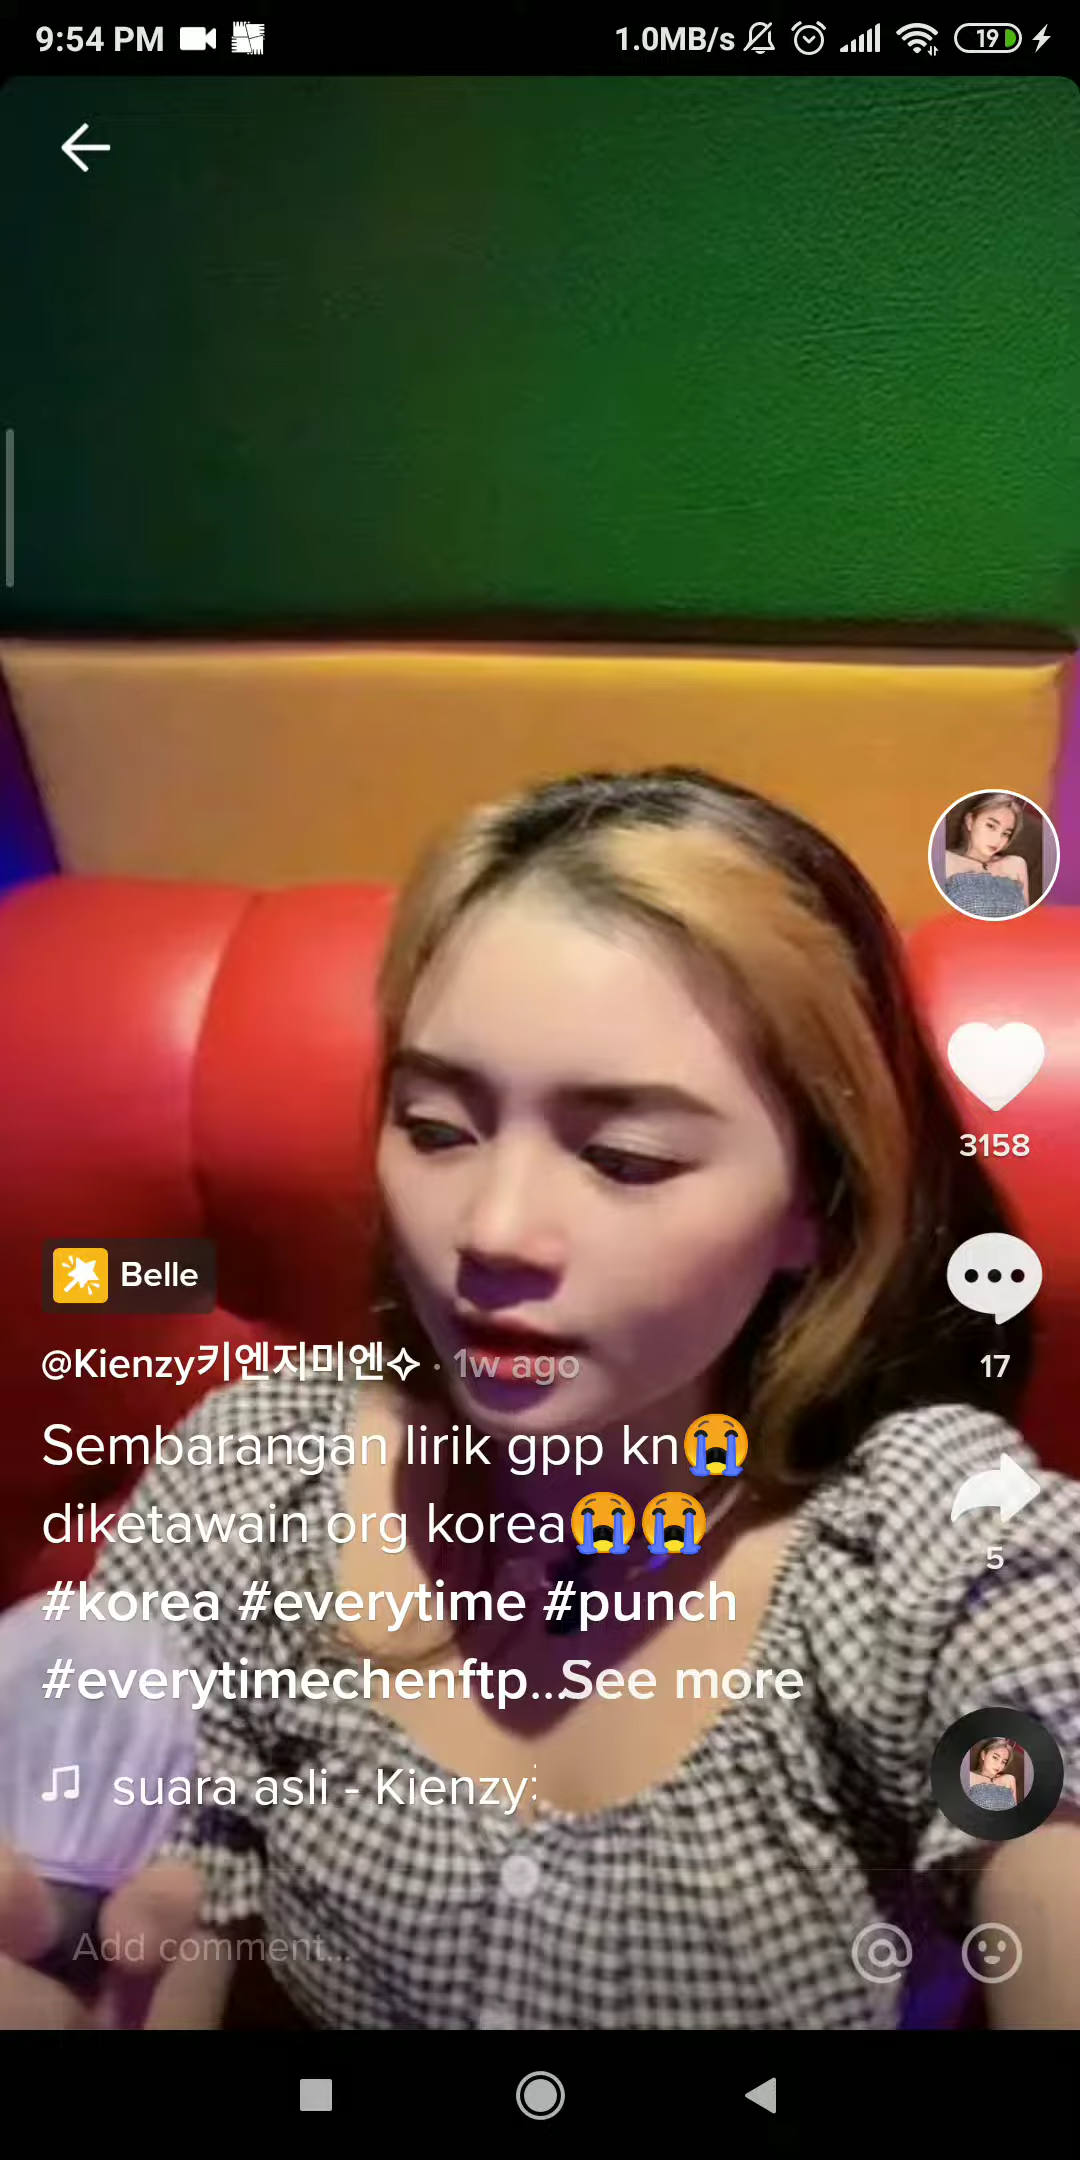 9:54 PM
1.0MB/s
19
3158
Belle
@Kienzy키엔지미엔✧ · 1w ago
17
Sembarangan lirik gpp kn😭
diketawain org korea😭😭
5
#korea #everytime #punch
#everytimechenftp...See more
suara asli - Kienzy
Add comment...